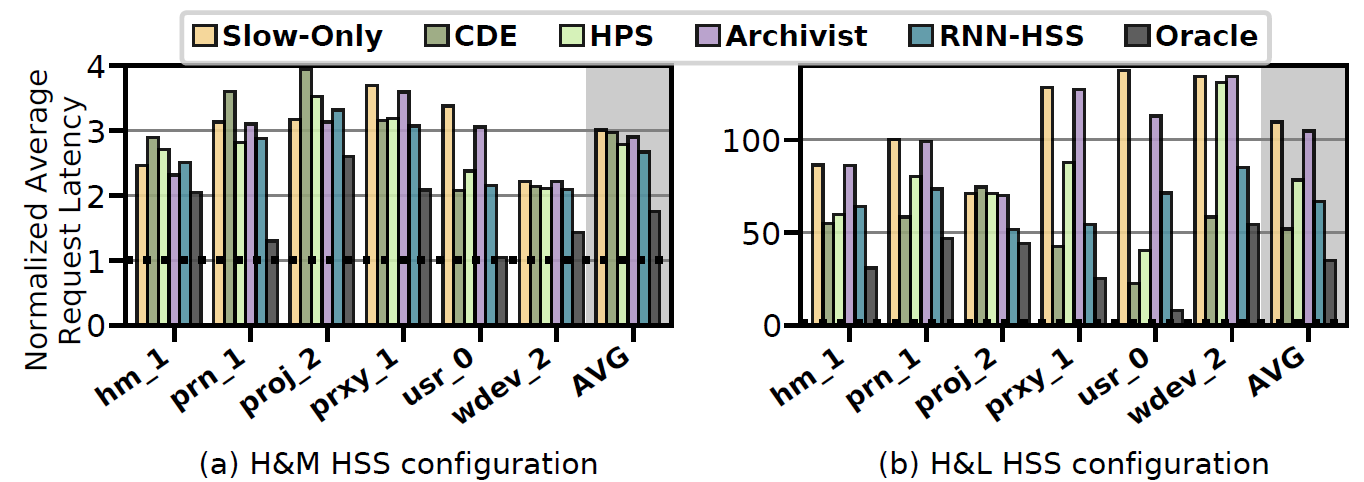 Slow-Only CDE HPS Archivist RNN-HSS Oracle
Normalized Average
Request Latency
4
3
2
1
0
hm_1
prn_1
proj_2
prxy_1
usr_0
wdev_2
AVG
(a) H&M HSS configuration
100
50
0
hm_1
prn_1
proj_2
prxy_1
usr_0
wdev_2
AVG
(b) H&L HSS configuration